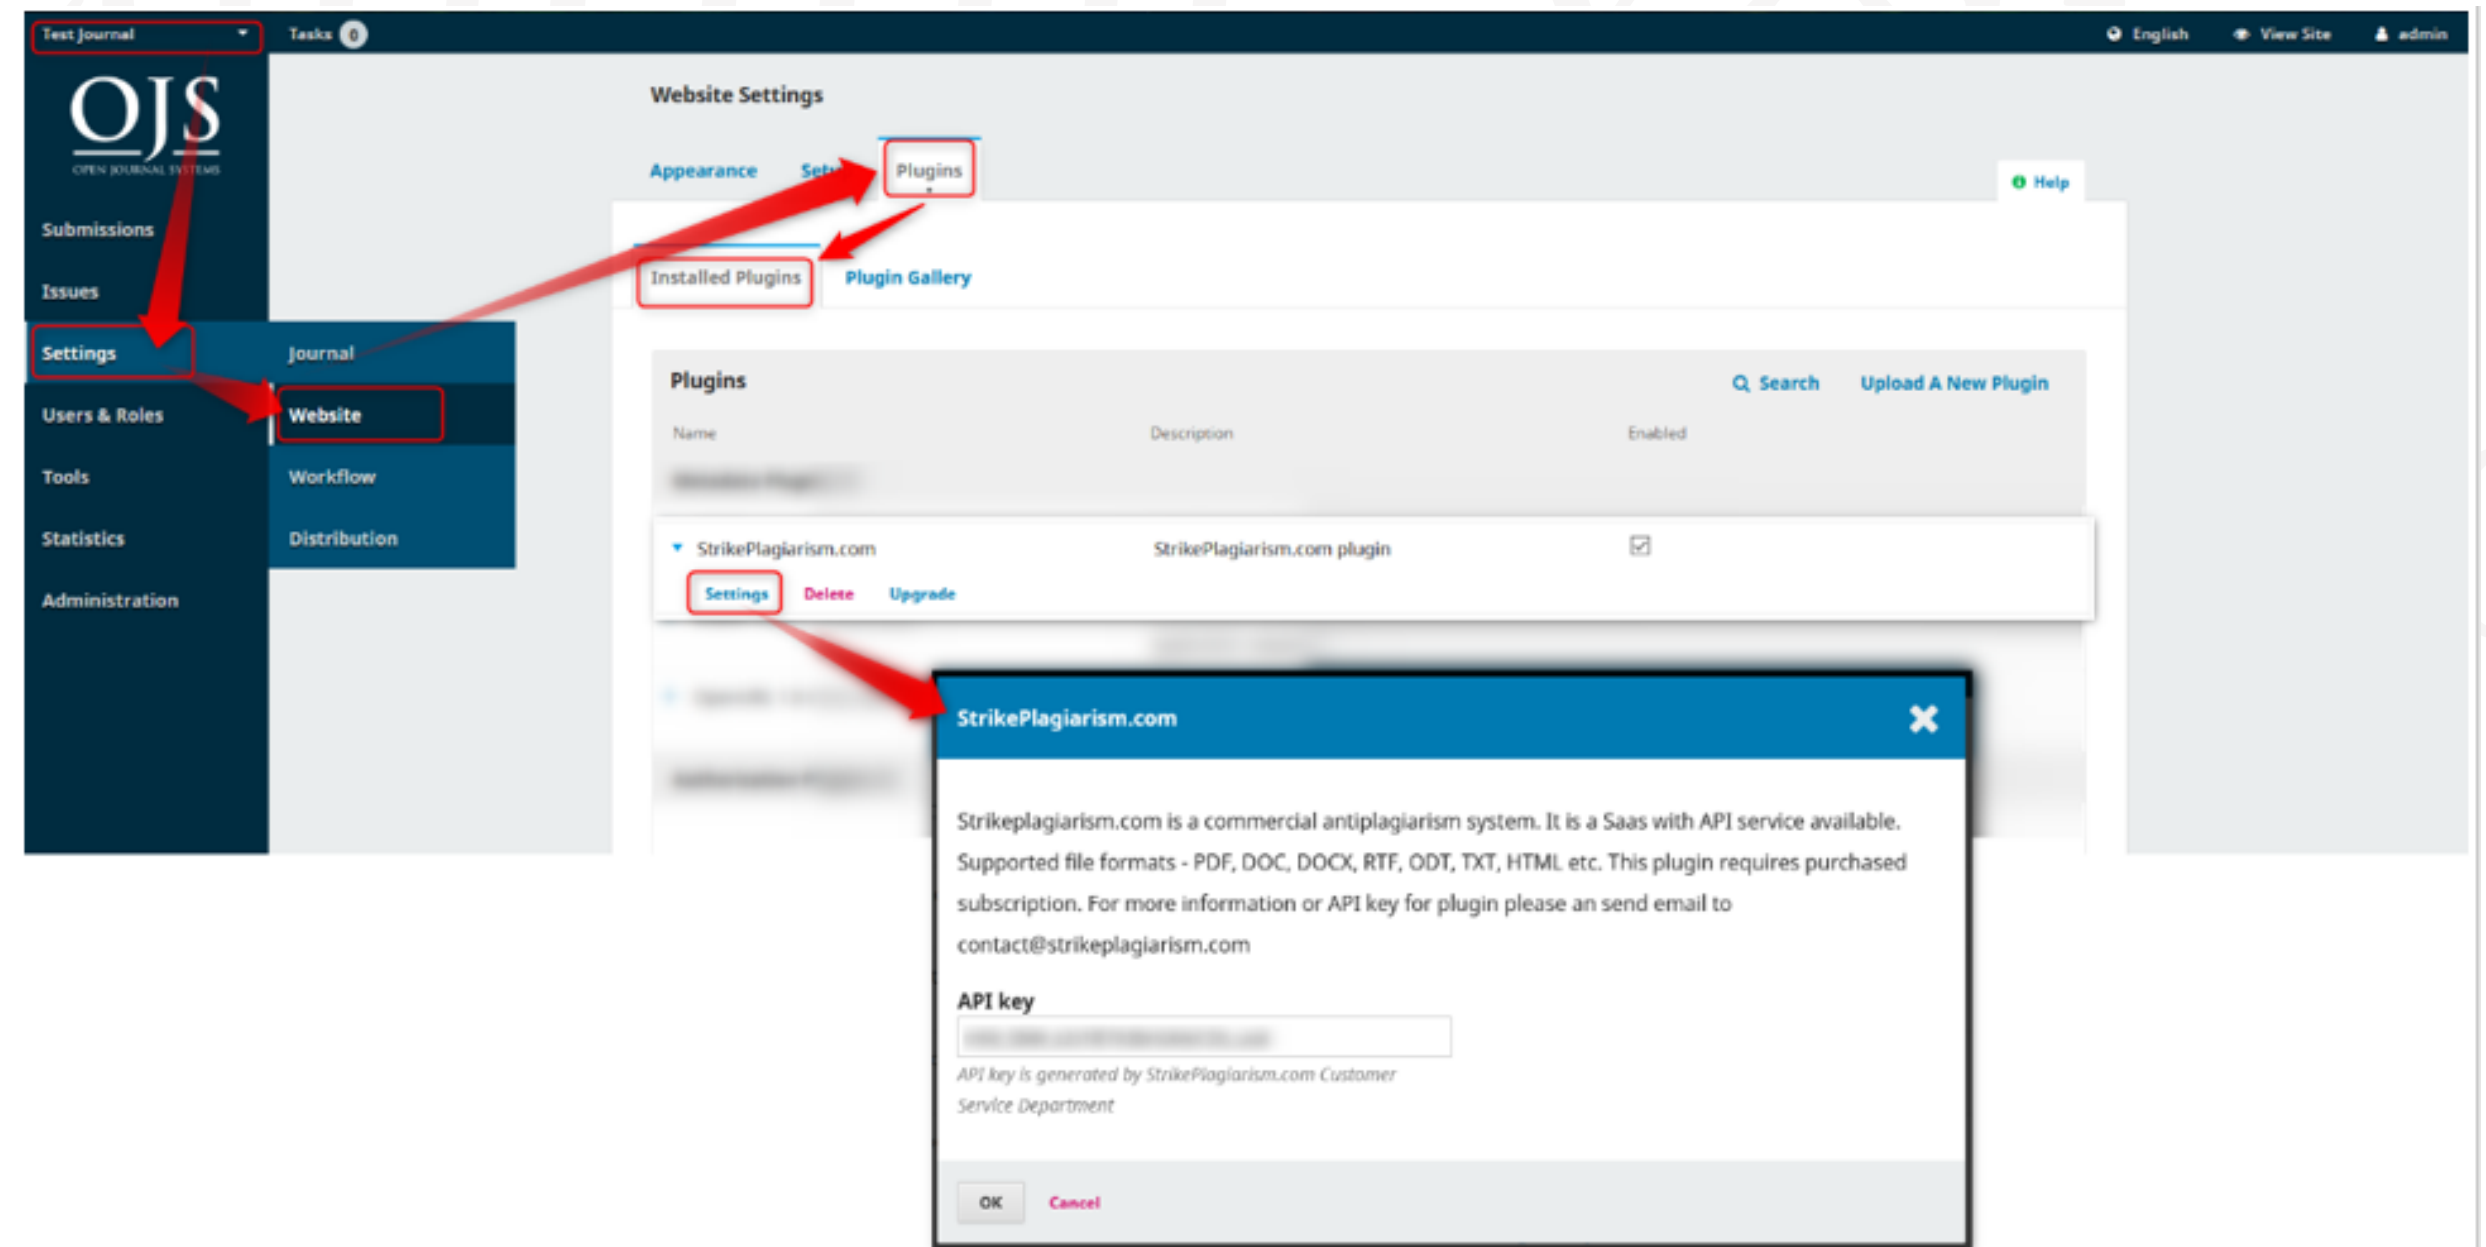 Test Journal
Tasks 0
English
View Site
admin
OJS
OPEN JOURNAL SYSTEMS
Submissions
Issues
Settings
Users & Roles
Tools
Statistics
Administration
Journal
Website
Workflow
Distribution
Website Settings
Appearance
Plugins
Help
Installed Plugins
Plugin Gallery
Plugins
Search
Upload A New Plugin
Name
Description
Enabled
StrikePlagiarism.com
StrikePlagiarism.com plugin
Settings
Delete
Upgrade
StrikePlagiarism.com
Strikeplagiarism.com is a commercial antiplagiarism system. It is a Saas with API service available.
Supported file formats - PDF, DOC, DOCX, RTF, ODT, TXT, HTML etc. This plugin requires purchased
subscription. For more information or API key for plugin please an send email to
contact@strikeplagiarism.com
API key
API key is generated by StrikePlagiarism.com Customer
Service Department
OK
Cancel